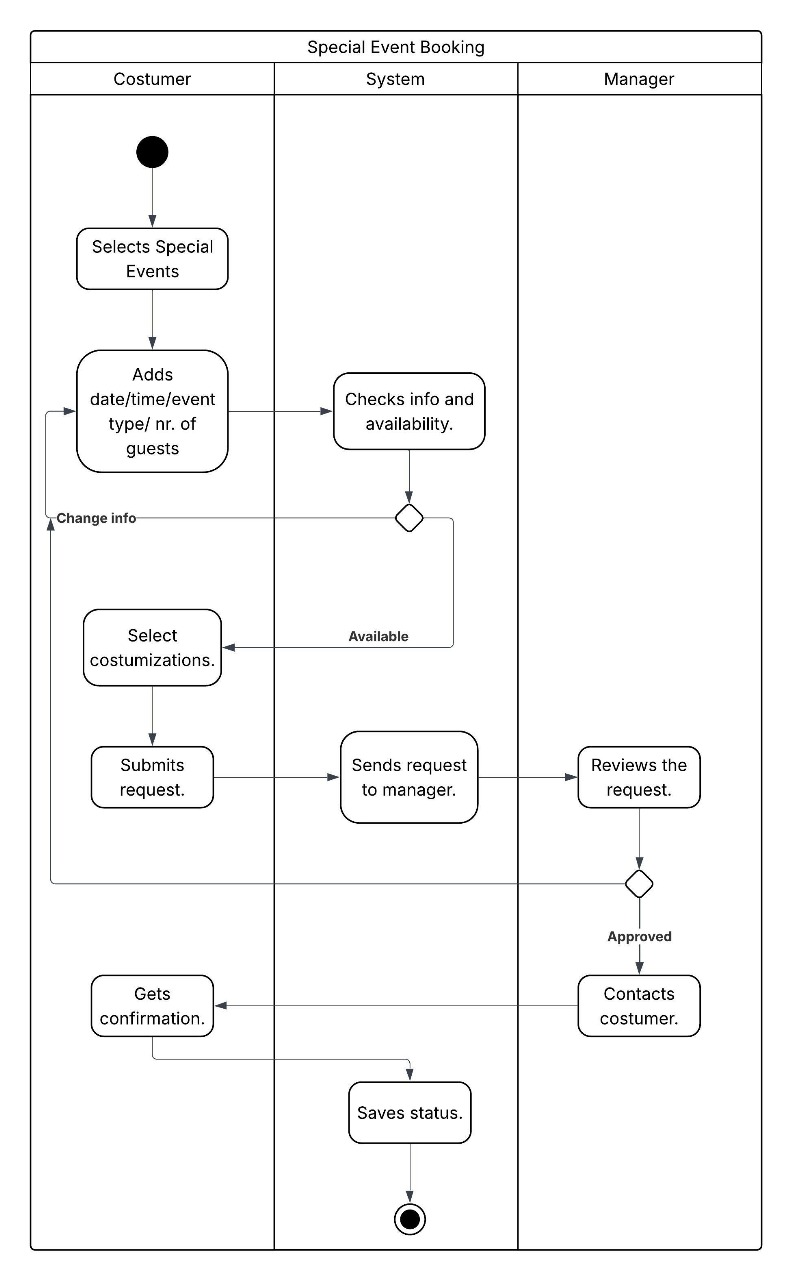 Special Event Booking
Costumer
System
Manager
Selects Special
Events
Adds
date/time/event
type/ nr. of
guests
Checks info and
availability.
Change info
Available
Select
costumizations.
Submits
request.
Sends request
to manager.
Reviews the
request.
Approved
Gets
confirmation.
Contacts
costumer.
Saves status.